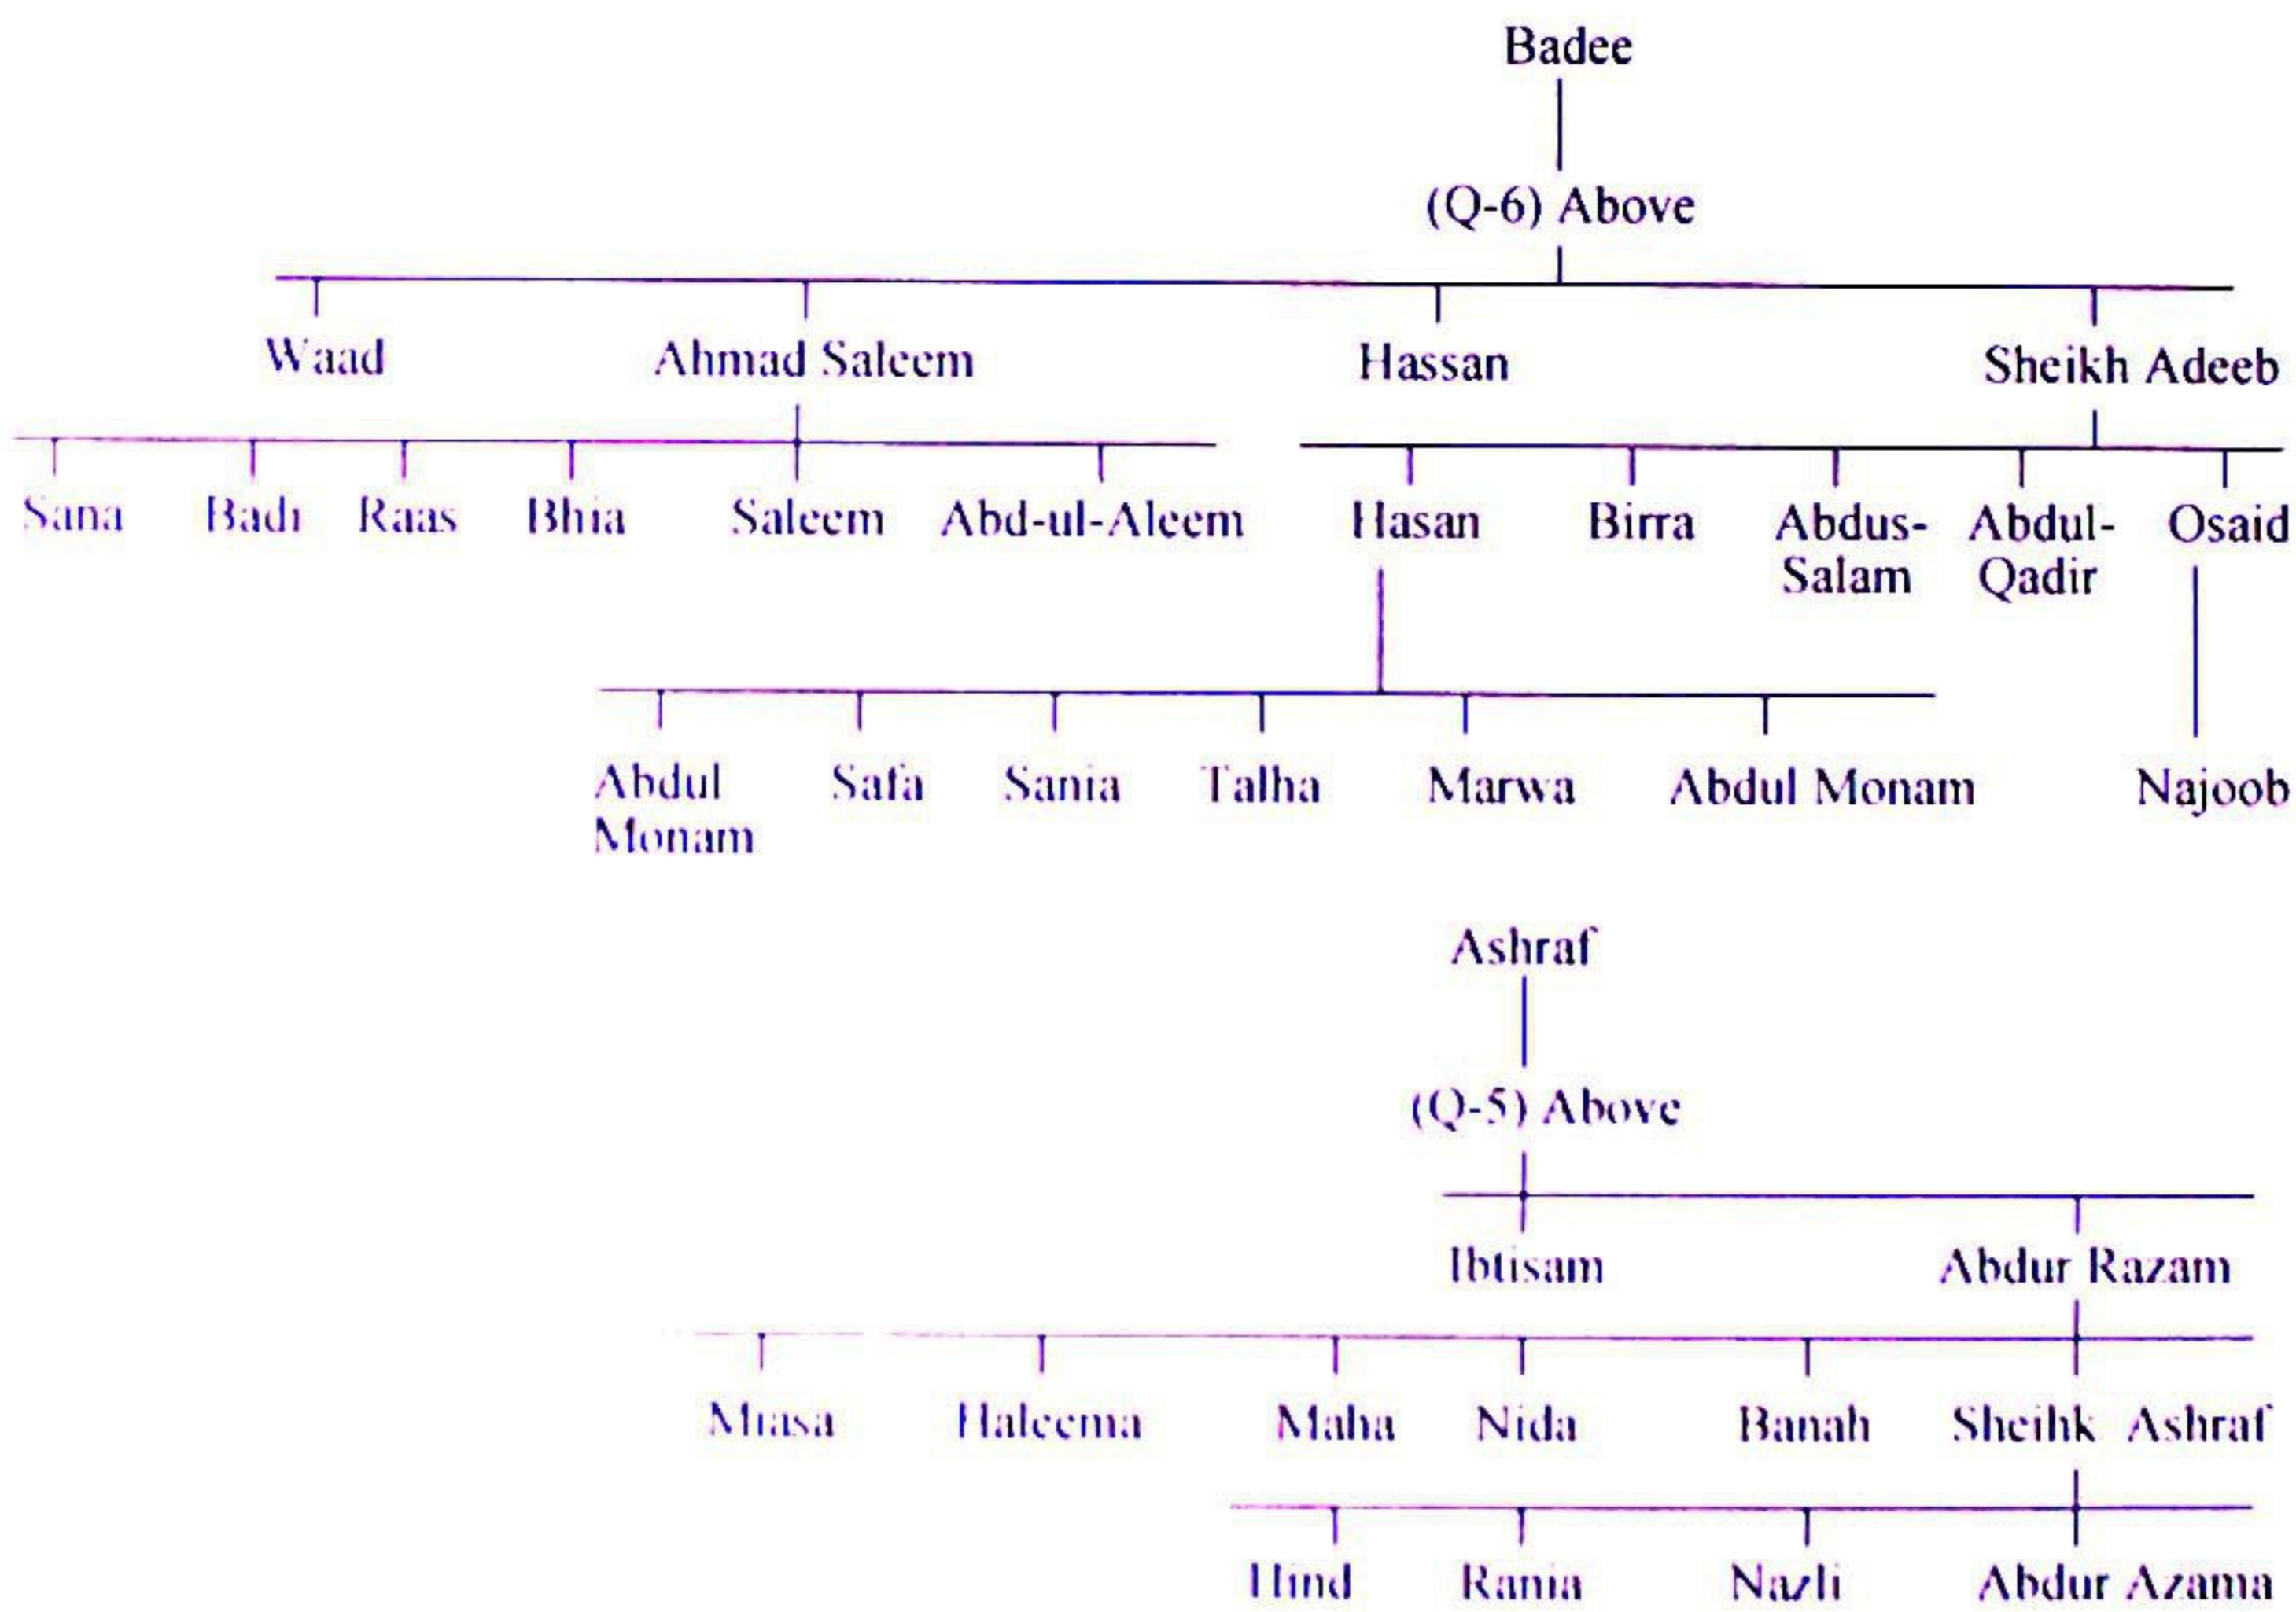 Badee
(Q-6) Above
Waad Ahmad Saleem Hassan Sheikh Adeeb
Sana Badi Raas Bhia Saleem Abd-ul-Aleem Hasan Birra Abdus- Abdul- Osaid
Salam Qadir
Abdul Safa Sania Talha Marwa Abdul Monam Najoob
Monam
Ashraf
(Q-5) Above
Ibtisam Abdur Razam
Miasa Haleema Maha Nida Banah Sheihk Ashraf
Hind Rania Nazli Abdur Azama